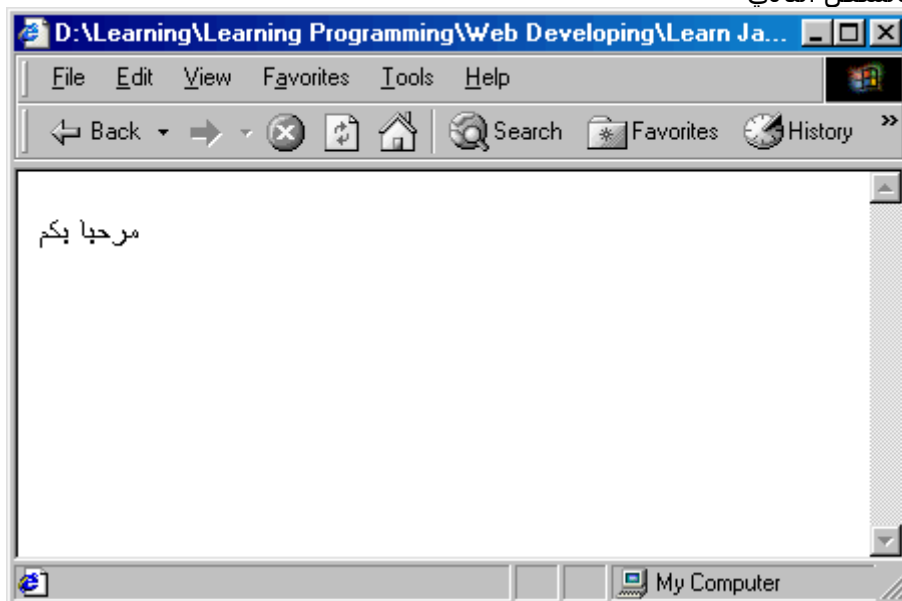 D:\Learning\Learning Programming\Web Developing\Learn Ja...
File Edit View Favorites Tools Help
Back Search Favorites History »
مرحبا بكم
My Computer